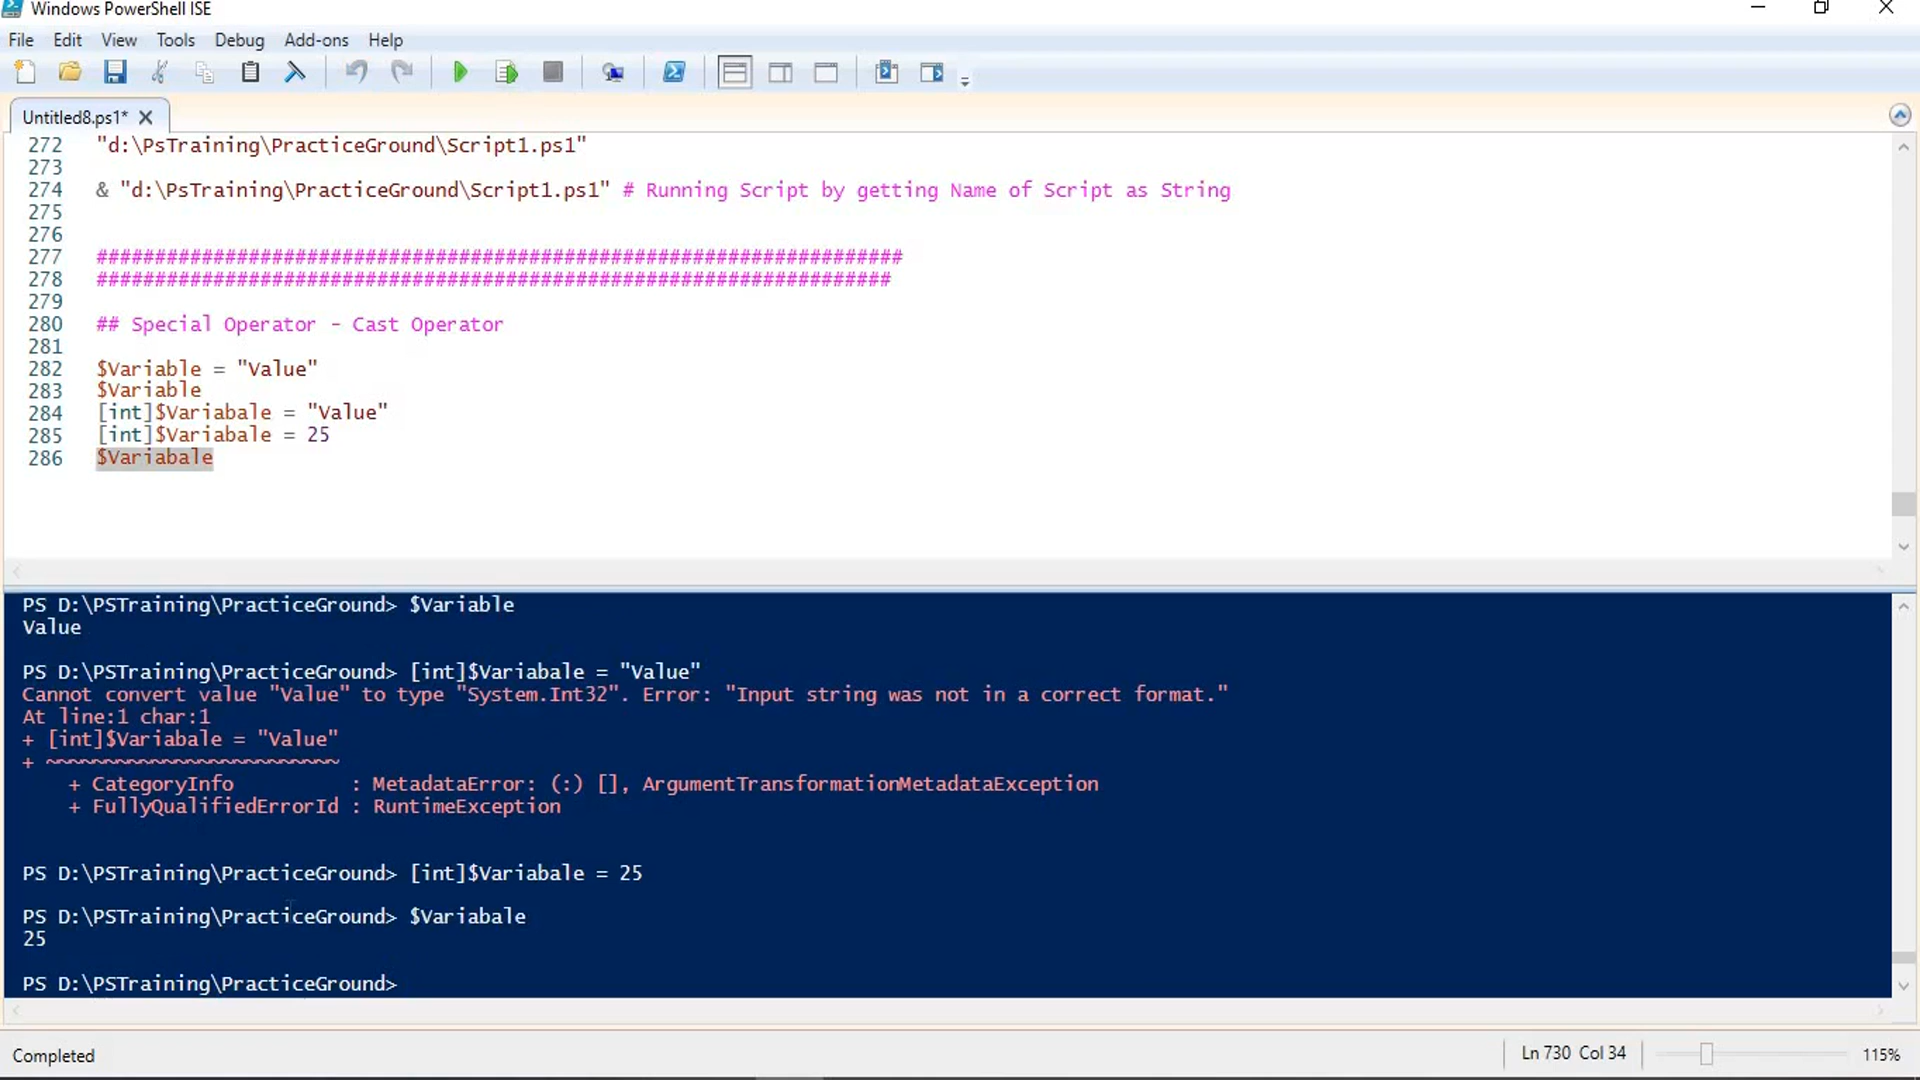 Windows PowerShell ISE
File Edit View Tools Debug Add-ons Help
Untitled8.ps1*
272 "d:\PsTraining\PracticeGround\Script1.ps1"
273
274 & "d:\PsTraining\PracticeGround\Script1.ps1" # Running Script by getting Name of Script as String
275
276
277 #####################################################################
278 ####################################################################
279
280 ## Special Operator - Cast Operator
281
282 $Variable = "Value"
283 $Variable
284 [int]$Variabale = "Value"
285 [int]$Variabale = 25
286 $Variabale
PS D:\PSTraining\PracticeGround> $Variable
Value
PS D:\PSTraining\PracticeGround> [int]$Variabale = "Value"
Cannot convert value "Value" to type "System.Int32". Error: "Input string was not in a correct format."
At line:1 char:1
+ [int]$Variabale = "Value"
+ ~~~~~~~~~~~~~~~~~~~~~~~~~
+ CategoryInfo : MetadataError: (:) [], ArgumentTransformationMetadataException
+ FullyQualifiedErrorId : RuntimeException
PS D:\PSTraining\PracticeGround> [int]$Variabale = 25
PS D:\PSTraining\PracticeGround> $Variabale
25
PS D:\PSTraining\PracticeGround>
Completed Ln 730 Col 34 115%